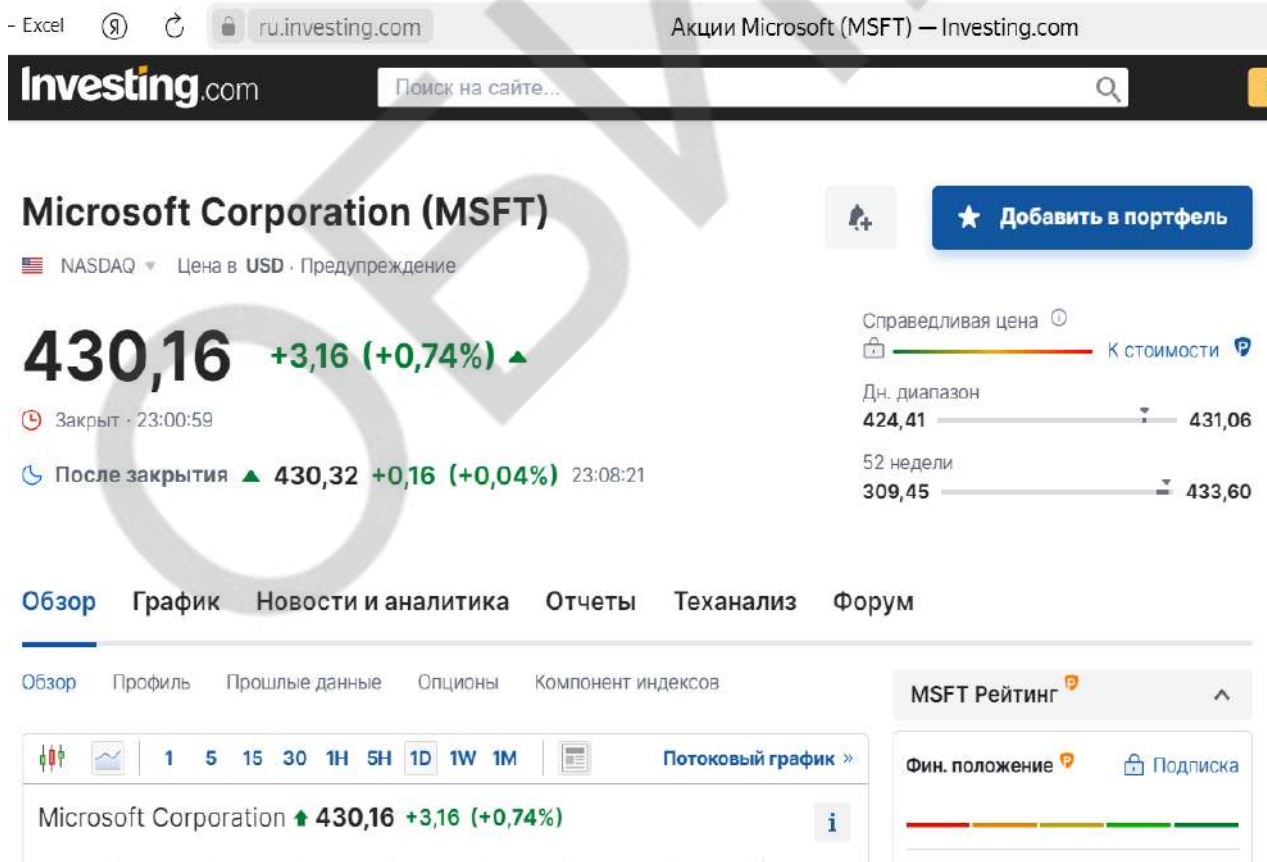 – Excel Я ru.investing.com Акции Microsoft (MSFT) — Investing.com
Investing.com Поиск на сайте...
Microsoft Corporation (MSFT)
Добавить в портфель
NASDAQ Цена в USD · Предупреждение
Справедливая цена
К стоимости
430,16 +3,16 (+0,74%)
Дн. диапазон
424,41 431,06
Закрыт · 23:00:59
52 недели
309,45 433,60
После закрытия 430,32 +0,16 (+0,04%) 23:08:21
Обзор График Новости и аналитика Отчеты Теханализ Форум
Обзор Профиль Прошлые данные Опционы Компонент индексов
MSFT Рейтинг
1 5 15 30 1H 5H 1D 1W 1M Потоковый график »
Фин. положение Подписка
Microsoft Corporation 430,16 +3,16 (+0,74%) i